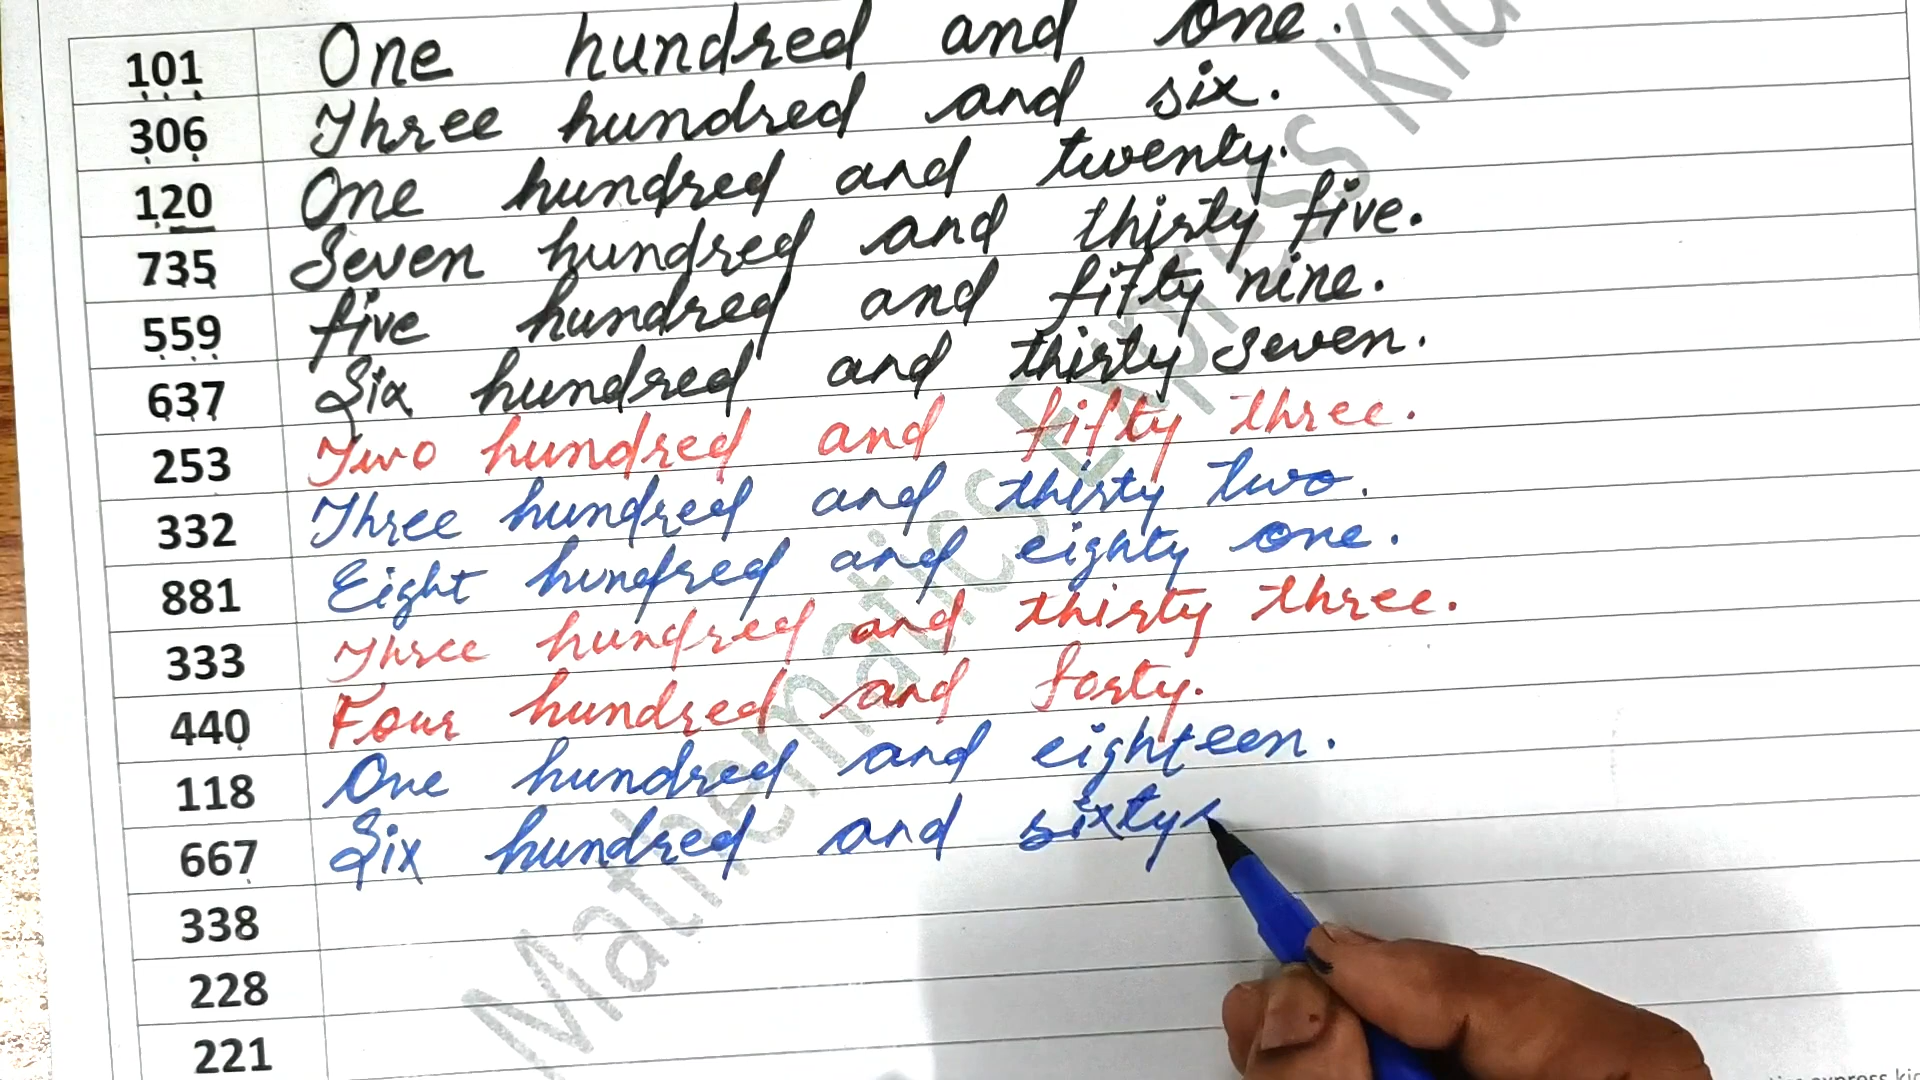 101 One hundred and one.
306 Three hundred and six.
120 One hundred and twenty.
735 Seven hundred and thirty five.
559 five hundred and fifty nine.
637 Six hundred and thirty seven.
253 Two hundred and fifty three.
332 Three hundred and thirty two.
881 Eight hundred and eighty one.
333 Three hundred and thirty three.
440 Four hundred and forty.
118 One hundred and eighteen.
667 Six hundred and sixty s
338
228
221
Mathematics Express Kid